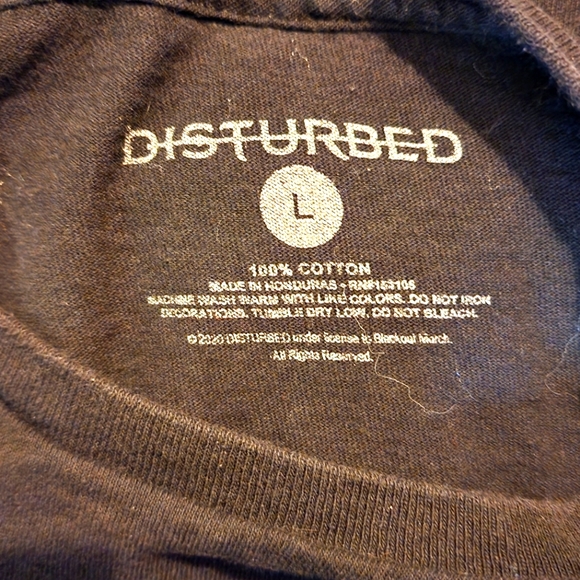 DISTURBED
L
100% COTTON
MADE IN HONDURAS • RN#153106
MACHINE WASH WARM WITH LIKE COLORS. DO NOT IRON
DECORATIONS. TUMBLE DRY LOW. DO NOT BLEACH.
© 2020 DISTURBED under license to Blackout Merch.
All Rights Reserved.